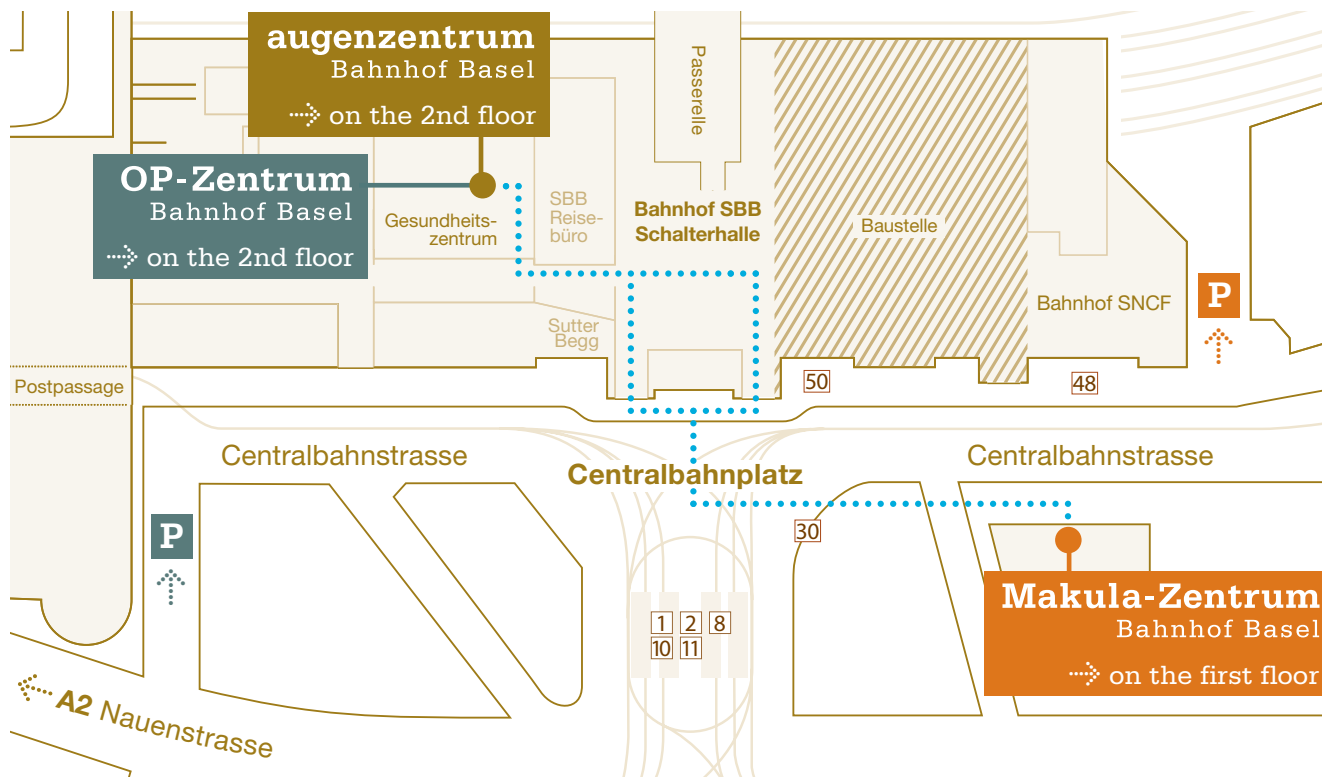 augenzentrum
Bahnhof Basel
on the 2nd floor
OP-Zentrum
Bahnhof Basel
on the 2nd floor
Gesundheits-
zentrum
SBB
Reise-
büro
Passerelle
Bahnhof SBB
Schalterhalle
Baustelle
Bahnhof SNCF
P
Sutter
Begg
Postpassage
50
48
Centralbahnstrasse
Centralbahnplatz
Centralbahnstrasse
P
30
1 2 8
10 11
Makula-Zentrum
Bahnhof Basel
on the first floor
A2 Nauenstrasse